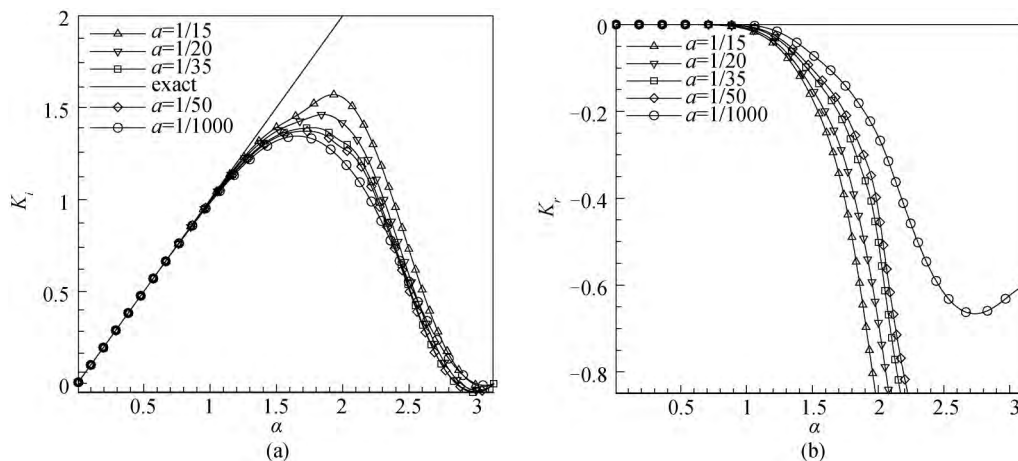 2
1.5
1
0.5
0
K_i
a=1/15
a=1/20
a=1/35
exact
a=1/50
a=1/1000
0.5
1
1.5
2
2.5
3
α
(a)
0
−0.2
−0.4
−0.6
−0.8
K_r
a=1/15
a=1/20
a=1/35
a=1/50
a=1/1000
0.5
1
1.5
2
2.5
3
α
(b)